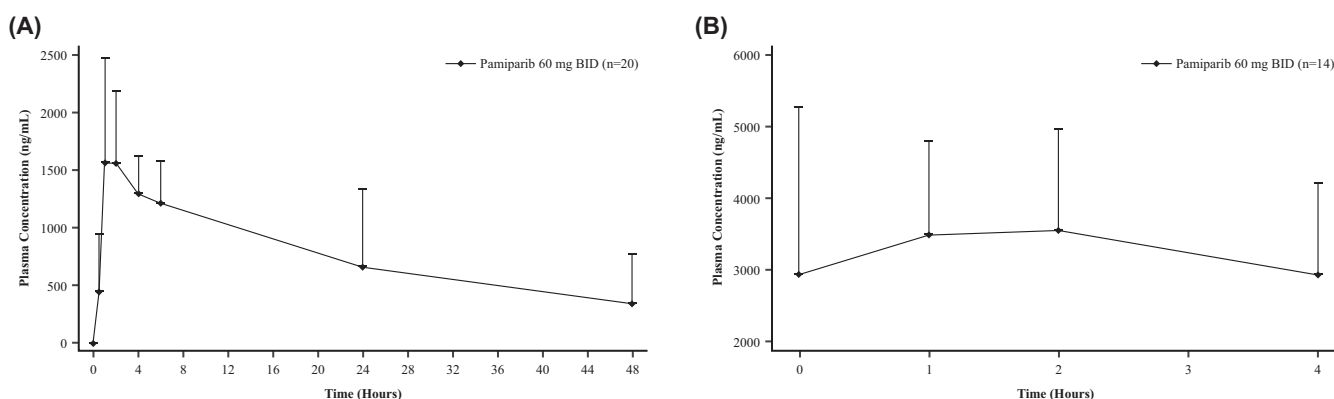 (A)
Plasma Concentration (ng/mL)
2500
2000
1500
1000
500
0
Pamiparib 60 mg BID (n=20)
0 4 8 12 16 20 24 28 32 36 40 44 48
Time (Hours)
(B)
Plasma Concentration (ng/mL)
6000
5000
4000
3000
2000
Pamiparib 60 mg BID (n=14)
0 1 2 3 4
Time (Hours)